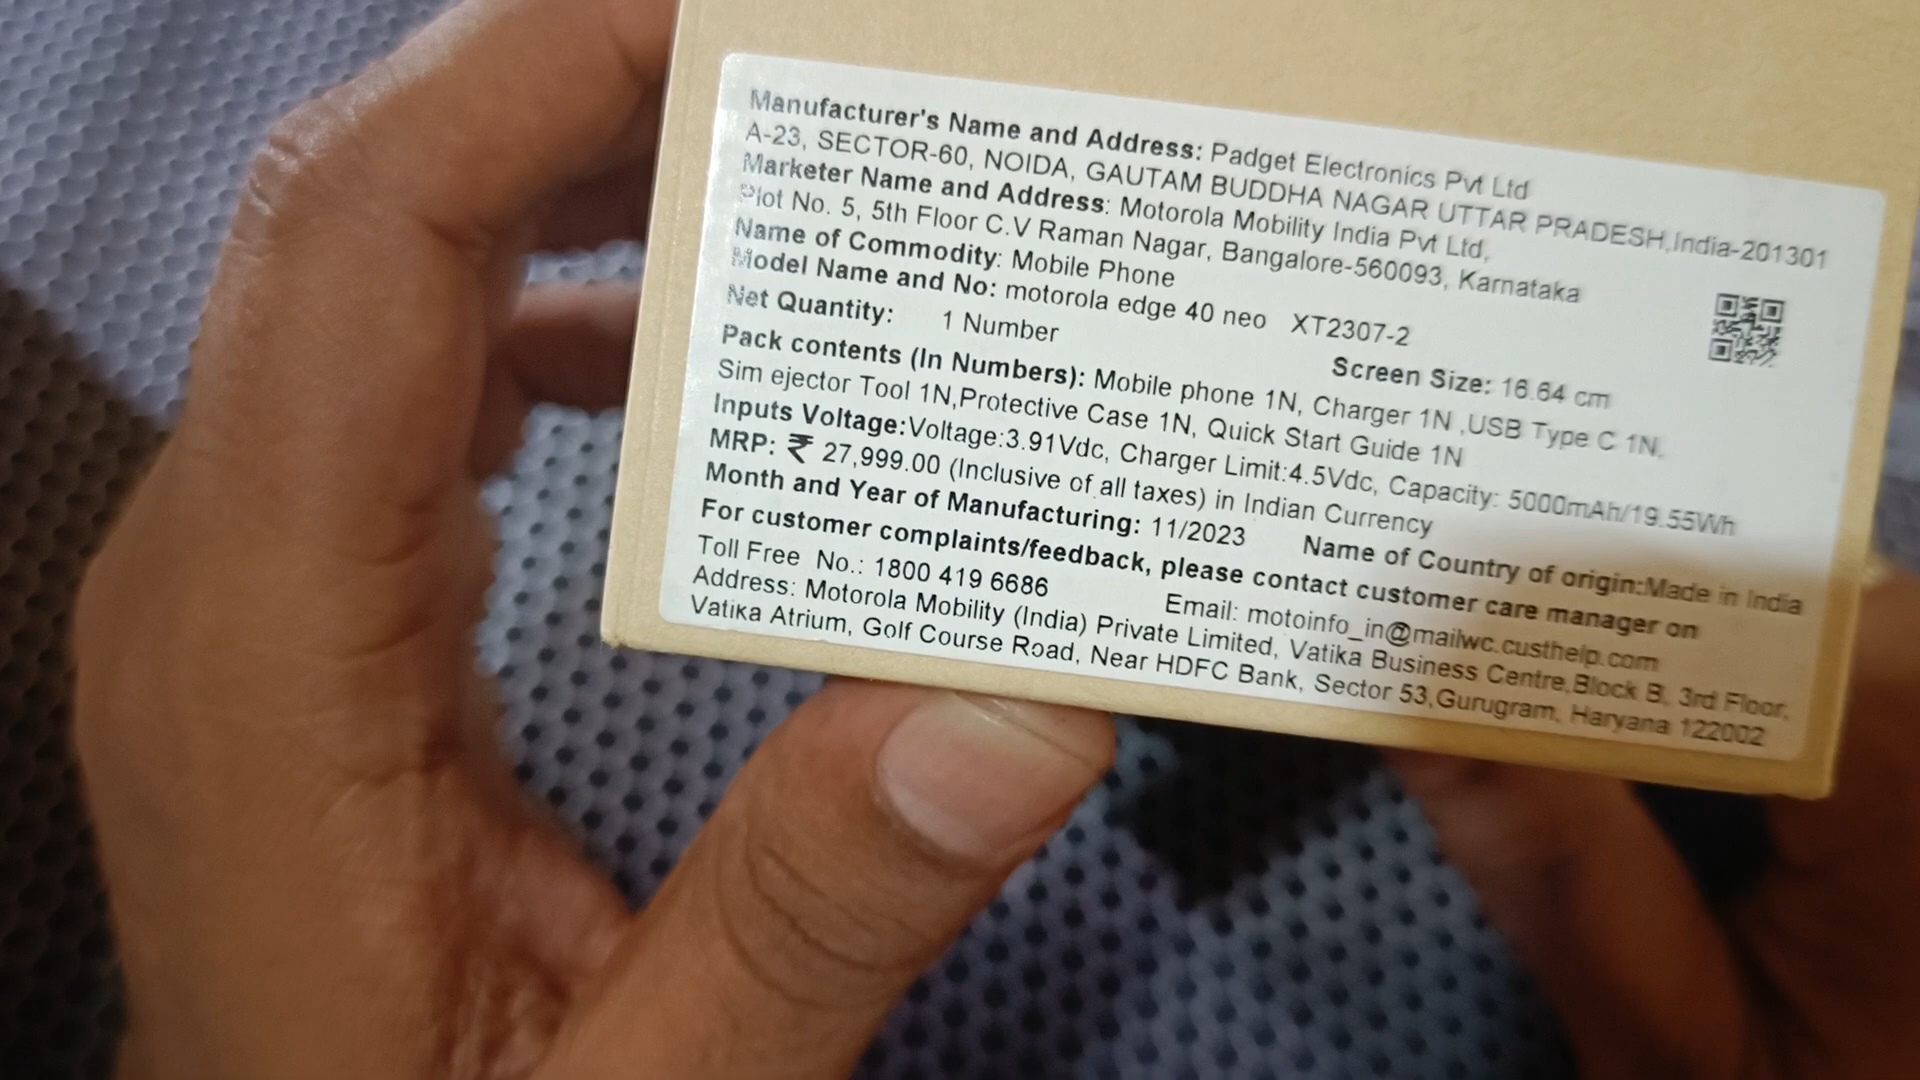 Manufacturer's Name and Address: Padget Electronics Pvt Ltd
A-23, SECTOR-60, NOIDA, GAUTAM BUDDHA NAGAR UTTAR PRADESH,India-201301
Marketer Name and Address: Motorola Mobility India Pvt Ltd,
Plot No. 5, 5th Floor C.V Raman Nagar, Bangalore-560093, Karnataka
Name of Commodity: Mobile Phone
Model Name and No: motorola edge 40 neo XT2307-2
Net Quantity: 1 Number Screen Size: 16.64 cm
Pack contents (In Numbers): Mobile phone 1N, Charger 1N ,USB Type C 1N,
Sim ejector Tool 1N,Protective Case 1N, Quick Start Guide 1N
Inputs Voltage:Voltage:3.91Vdc, Charger Limit:4.5Vdc, Capacity: 5000mAh/19.55Wh
MRP: ₹ 27,999.00 (Inclusive of all taxes) in Indian Currency
Month and Year of Manufacturing: 11/2023 Name of Country of origin:Made in India
For customer complaints/feedback, please contact customer care manager on
Toll Free No.: 1800 419 6686 Email: motoinfo_in@mailwc.custhelp.com
Address: Motorola Mobility (India) Private Limited, Vatika Business Centre,Block B, 3rd Floor,
Vatika Atrium, Golf Course Road, Near HDFC Bank, Sector 53,Gurugram, Haryana 122002